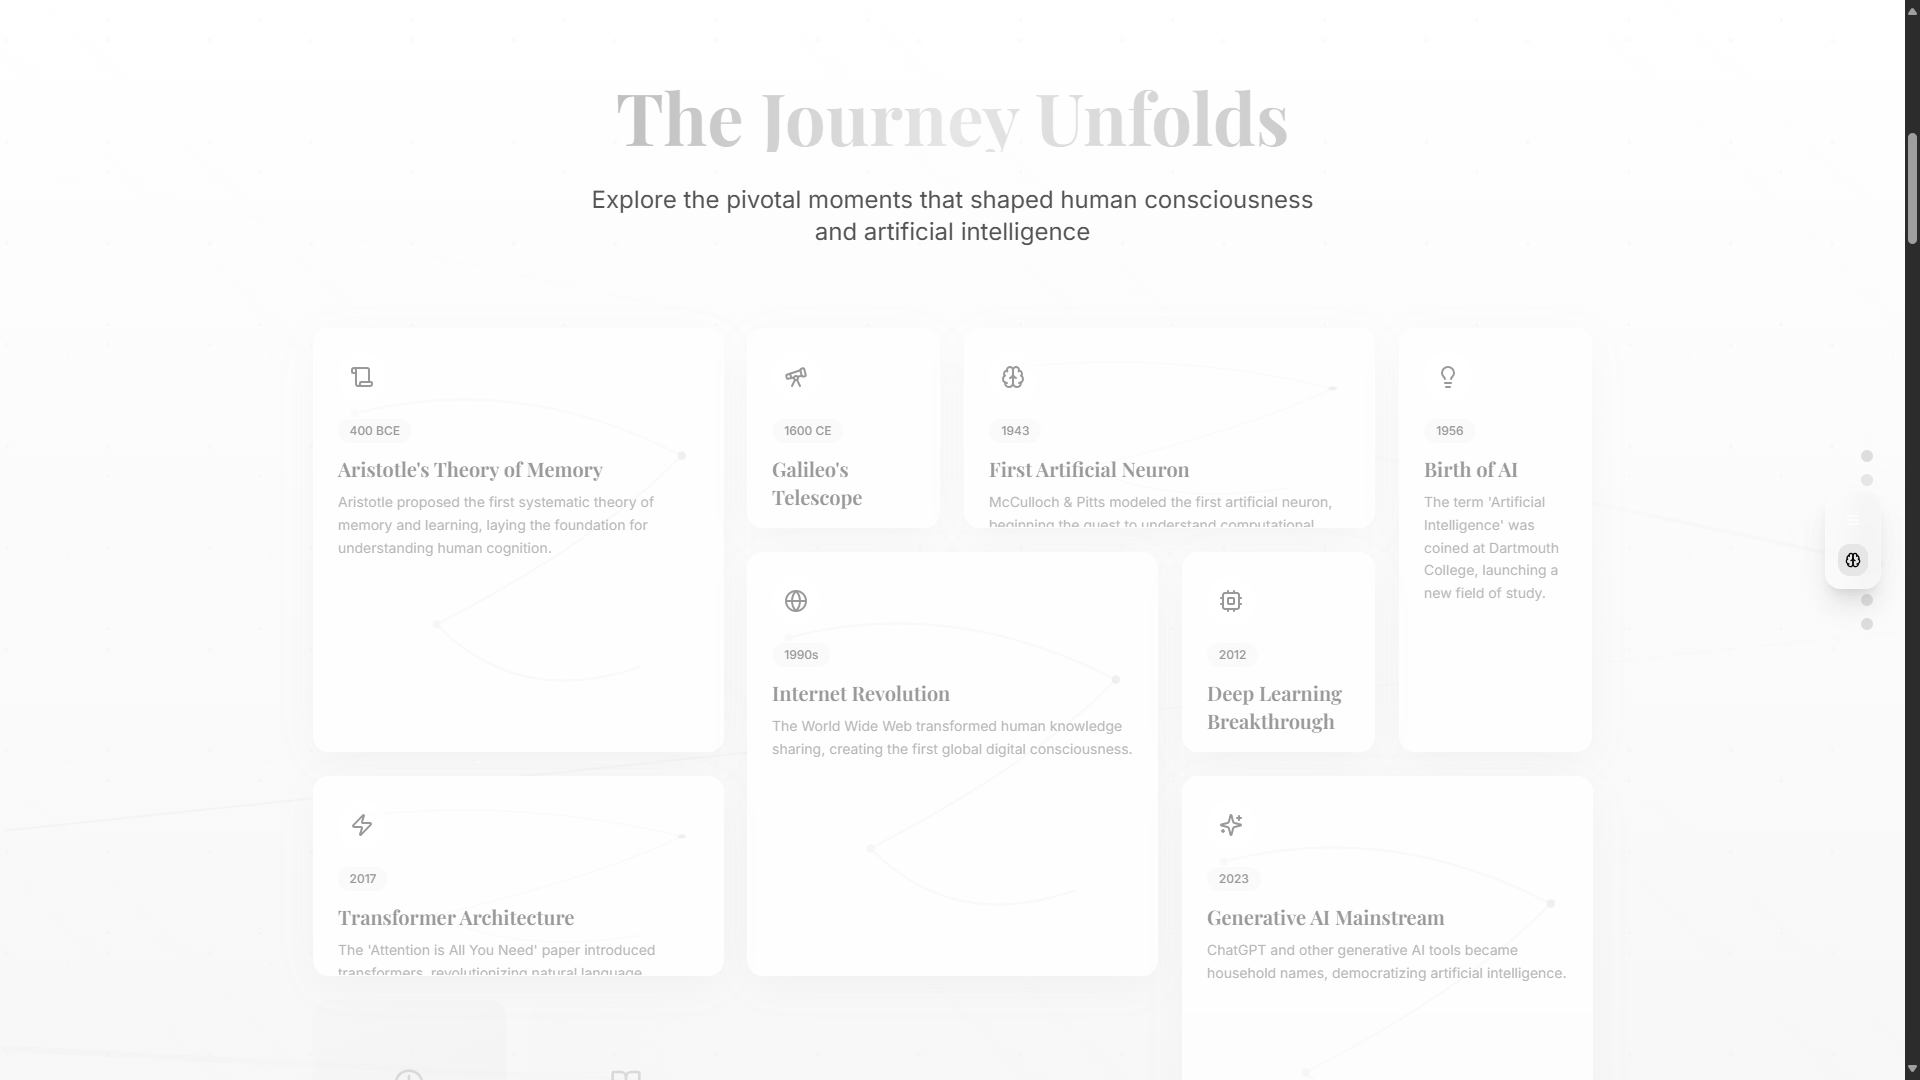 The Journey Unfolds
Explore the pivotal moments that shaped human consciousness
and artificial intelligence
400 BCE
Aristotle's Theory of Memory
Aristotle proposed the first systematic theory of
memory and learning, laying the foundation for
understanding human cognition.
1600 CE
Galileo's
Telescope
1943
First Artificial Neuron
McCulloch & Pitts modeled the first artificial neuron,
beginning the quest to understand computational
1956
Birth of AI
The term 'Artificial
Intelligence' was
coined at Dartmouth
College, launching a
new field of study.
1990s
Internet Revolution
The World Wide Web transformed human knowledge
sharing, creating the first global digital consciousness.
2012
Deep Learning
Breakthrough
2017
Transformer Architecture
The 'Attention is All You Need' paper introduced
transformers, revolutionizing natural language
2023
Generative AI Mainstream
ChatGPT and other generative AI tools became
household names, democratizing artificial intelligence.